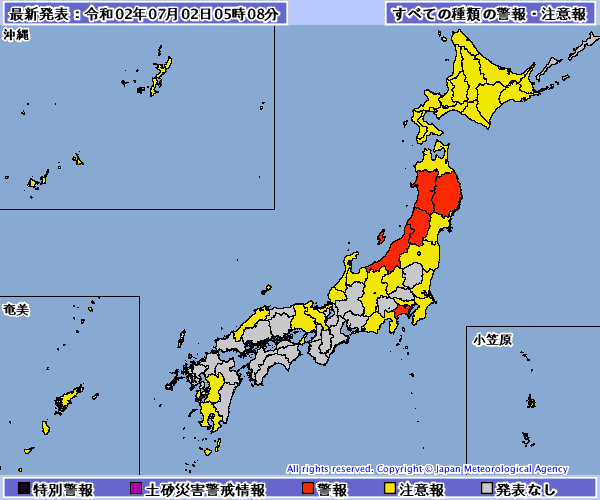 最新発表：令和02年07月02日05時08分
すべての種類の警報・注意報
沖縄
奄美
小笠原
All rights reserved. Copyright © Japan Meteorological Agency
特別警報
土砂災害警戒情報
警報
注意報
発表なし